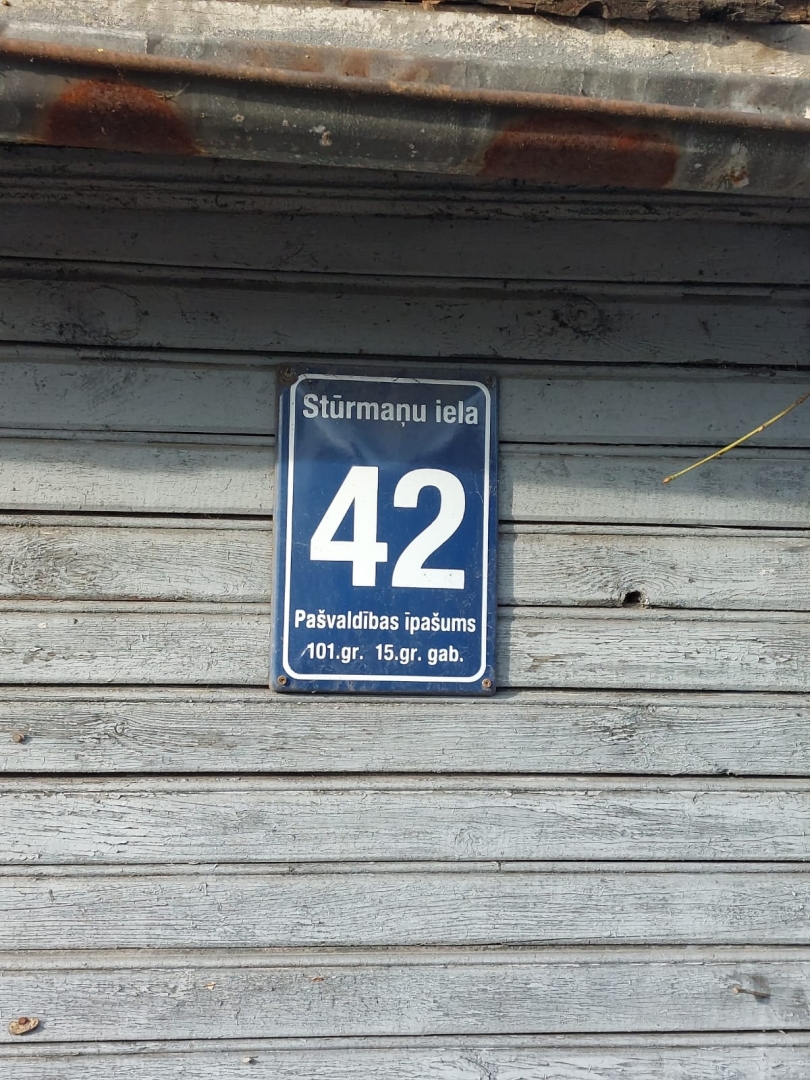 Stūrmaņu iela
42
Pašvaldības īpašums
101.gr. 15.gr. gab.